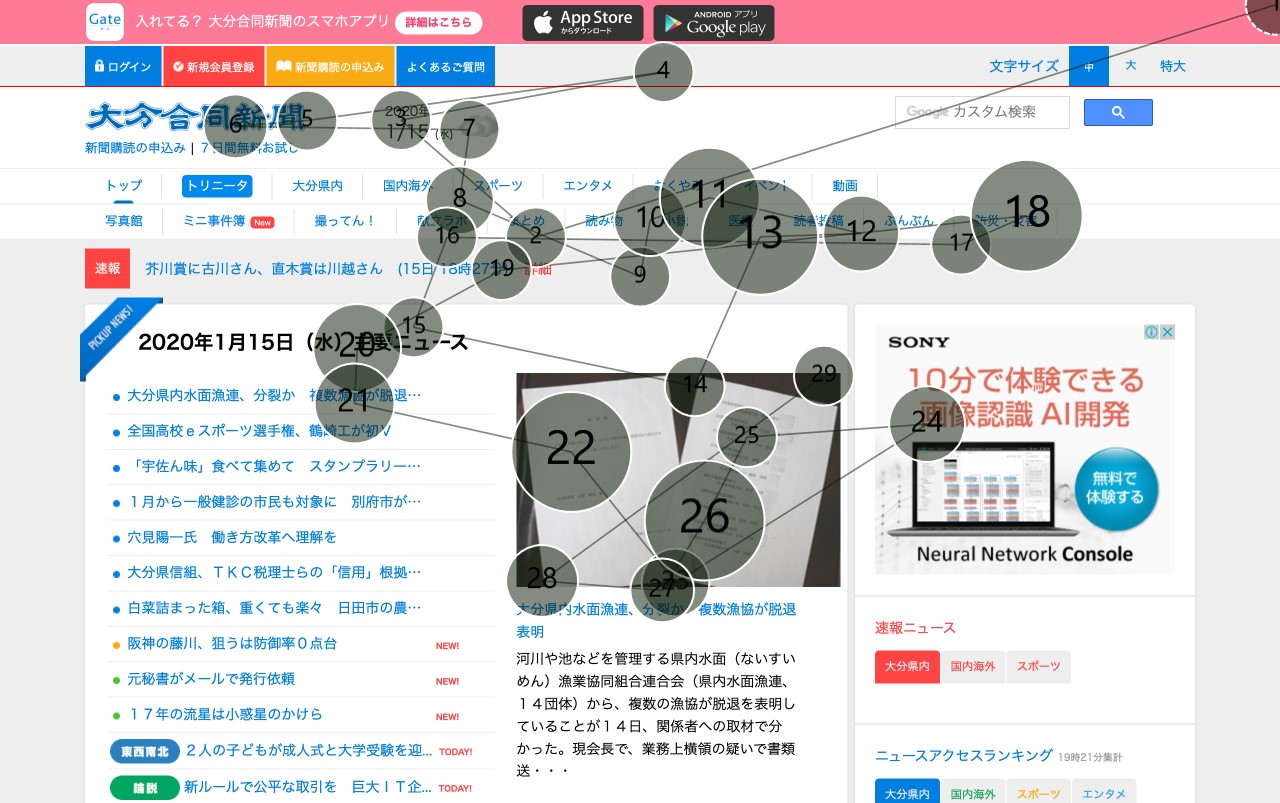 Gate
入れてる？ 大分合同新聞のスマホアプリ 詳細はこちら
App Store
からダウンロード
ANDROID アプリ
Google play
ログイン 新規会員登録 新聞購読の申込み よくあるご質問
文字サイズ 中 大 特大
大分合同新聞
2020年
1/15 (水)
Google カスタム検索
新聞購読の申込み | ７日間無料お試し
トップ トリニータ 大分県内 国内海外 スポーツ エンタメ おくやみ イベント 動画
写真館 ミニ事件簿 New 撮ってん！ 献立ラボ まとめ 読み物 医療 読者投稿 ふんぶん 防災・災害
速報 芥川賞に古川さん、直木賞は川越さん (15日 18時27分) 詳細
PICKUP NEWS!
2020年1月15日（水）主要ニュース
大分県内水面漁連、分裂か 複数漁協が脱退…
全国高校ｅスポーツ選手権、鶴崎工が初Ｖ
「宇佐ん味」食べて集めて スタンプラリー…
１月から一般健診の市民も対象に 別府市が…
穴見陽一氏 働き方改革へ理解を
大分県信組、ＴＫＣ税理士らの「信用」根拠…
白菜詰まった箱、重くても楽々 日田市の農…
阪神の藤川、狙うは防御率０点台 NEW!
元秘書がメールで発行依頼 NEW!
１７年の流星は小惑星のかけら NEW!
東西南北 ２人の子どもが成人式と大学受験を迎... TODAY!
論説 新ルールで公平な取引を 巨大ＩＴ企... TODAY!
大分県内水面漁連、分裂か 複数漁協が脱退
表明
河川や池などを管理する県内水面（ないすい
めん）漁業協同組合連合会（県内水面漁連、
１４団体）から、複数の漁協が脱退を表明し
ていることが１４日、関係者への取材で分
かった。現会長で、業務上横領の疑いで書類
送・・・
SONY
10分で体験できる
画像認識 AI開発
無料で
体験する
Neural Network Console
速報ニュース
大分県内 国内海外 スポーツ
ニュースアクセスランキング 19時21分集計
大分県内 国内海外 スポーツ エンタメ
2
3
4
5
6
7
8
9
10
11
12
13
14
15
16
17
18
19
20
21
22
24
25
26
27
28
29